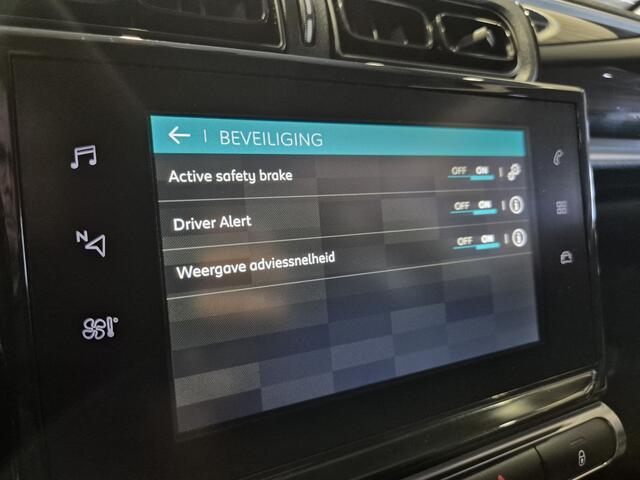 BEVEILIGING
Active safety brake OFF ON
Driver Alert OFF ON
Weergave adviessnelheid OFF ON
N